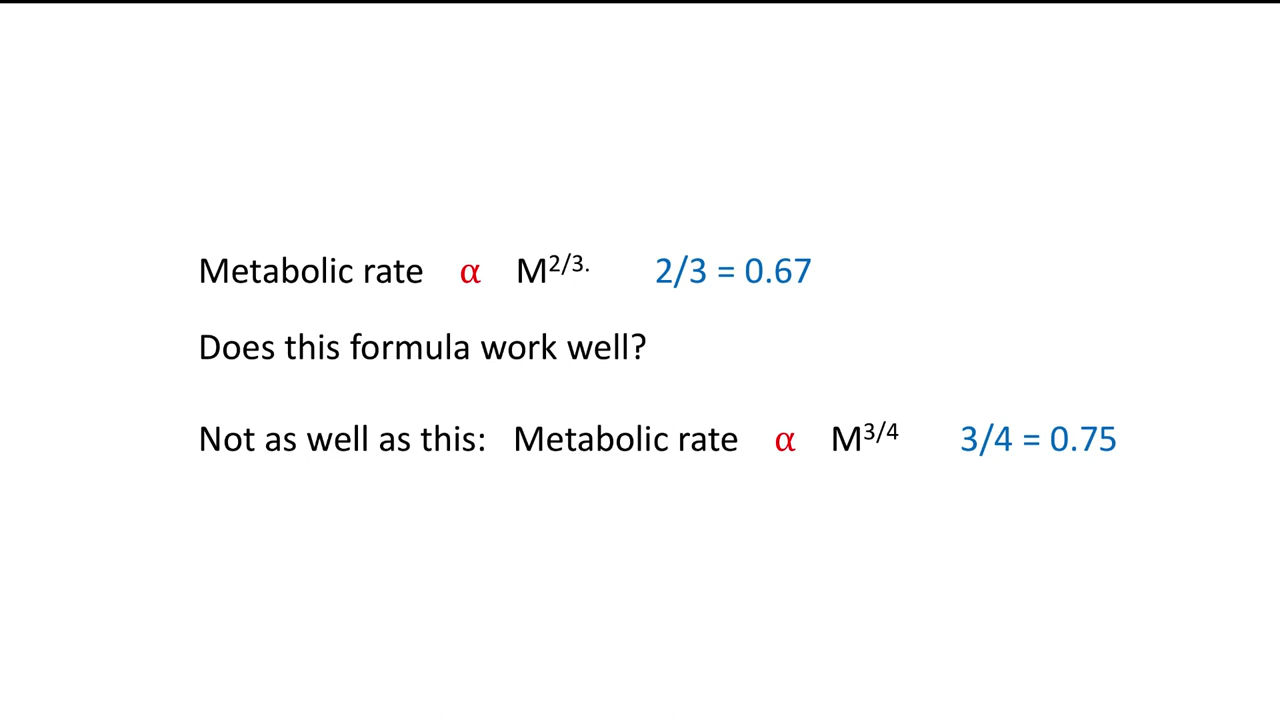 Metabolic rate α M2/3. 2/3 = 0.67
Does this formula work well?
Not as well as this: Metabolic rate α M3/4 3/4 = 0.75